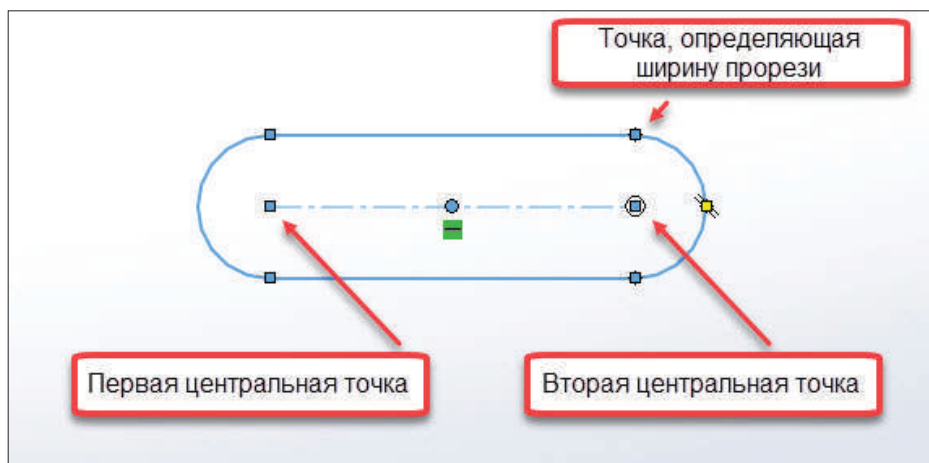 Точка, определяющая
ширину прорези
Первая центральная точка
Вторая центральная точка